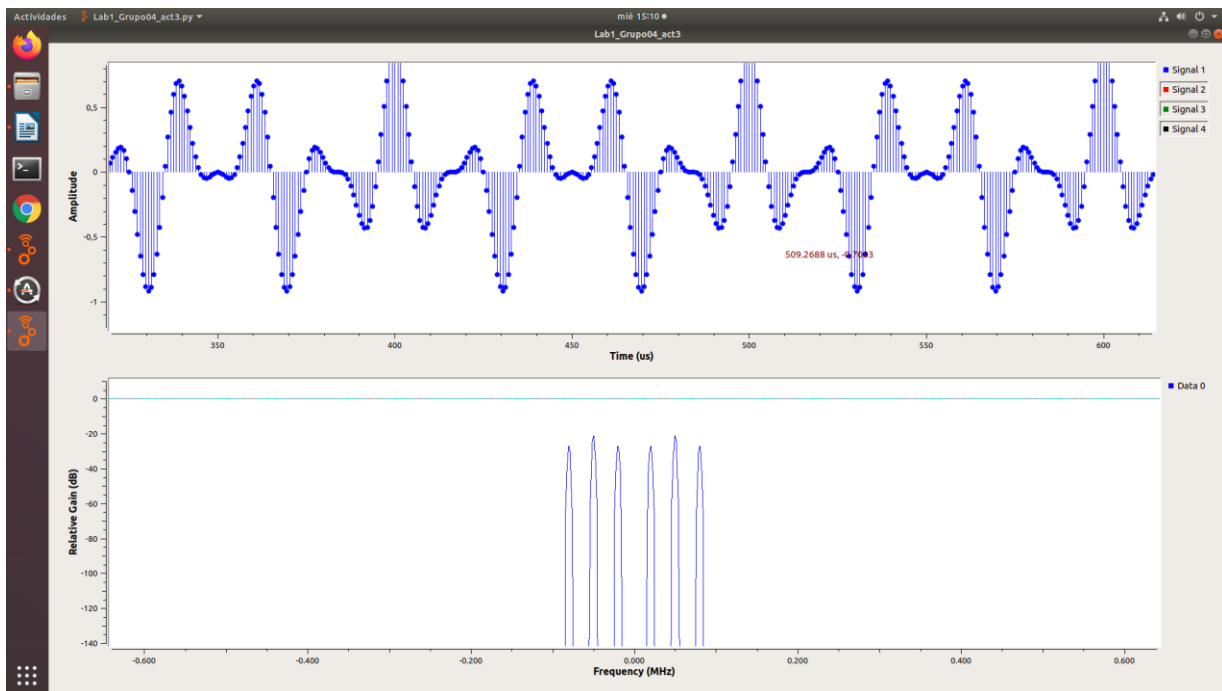 Actividades Lab1_Grupo04_act3.py mié 15:10
Lab1_Grupo04_act3
Signal 1
Signal 2
Signal 3
Signal 4
Amplitude
0,5
0
-0,5
-1
509.2688 us, -0.7003
350 400 450 500 550 600
Time (us)
Data 0
Relative Gain (dB)
0
-20
-40
-60
-80
-100
-120
-140
-0.600 -0.400 -0.200 0.000 0.200 0.400 0.600
Frequency (MHz)